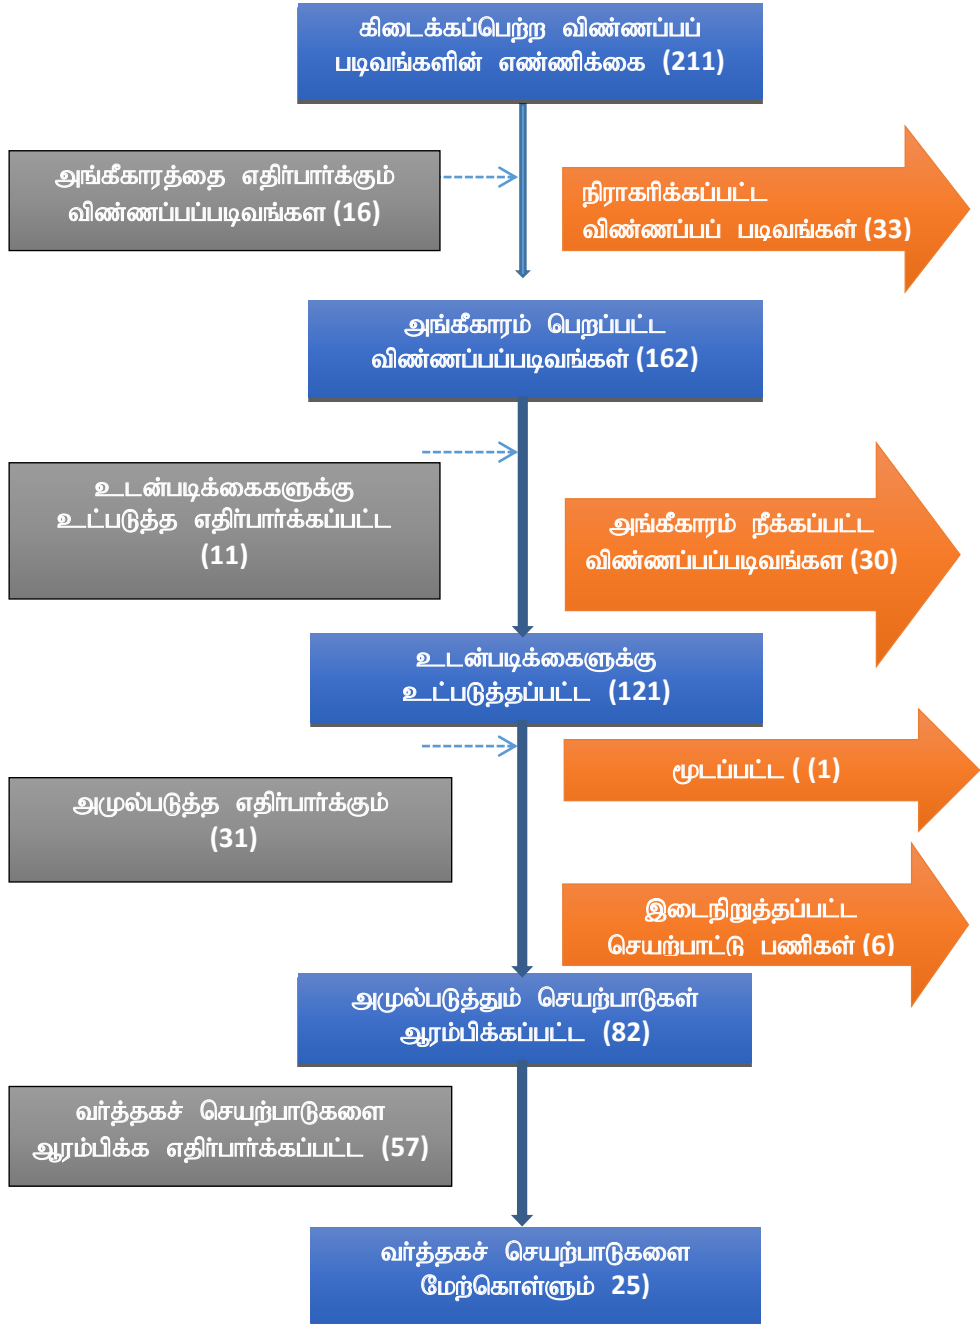 கிடைக்கப்பெற்ற விண்ணப்பப்
படிவங்களின் எண்ணிக்கை (211)
அங்கீகாரத்தை எதிர்பார்க்கும்
விண்ணப்பப்படிவங்கள (16)
நிராகரிக்கப்பட்ட
விண்ணப்பப் படிவங்கள் (33)
அங்கீகாரம் பெறப்பட்ட
விண்ணப்பப்படிவங்கள் (162)
உடன்படிக்கைகளுக்கு
உட்படுத்த எதிர்பார்க்கப்பட்ட
(11)
அங்கீகாரம் நீக்கப்பட்ட
விண்ணப்பப்படிவங்கள (30)
உடன்படிக்கைளுக்கு
உட்படுத்தப்பட்ட (121)
மூடப்பட்ட ( (1)
அமுல்படுத்த எதிர்பார்க்கும்
(31)
இடைநிறுத்தப்பட்ட
செயற்பாட்டு பணிகள் (6)
அமுல்படுத்தும் செயற்பாடுகள்
ஆரம்பிக்கப்பட்ட (82)
வர்த்தகச் செயற்பாடுகளை
ஆரம்பிக்க எதிர்பார்க்கப்பட்ட (57)
வர்த்தகச் செயற்பாடுகளை
மேற்கொள்ளும் 25)